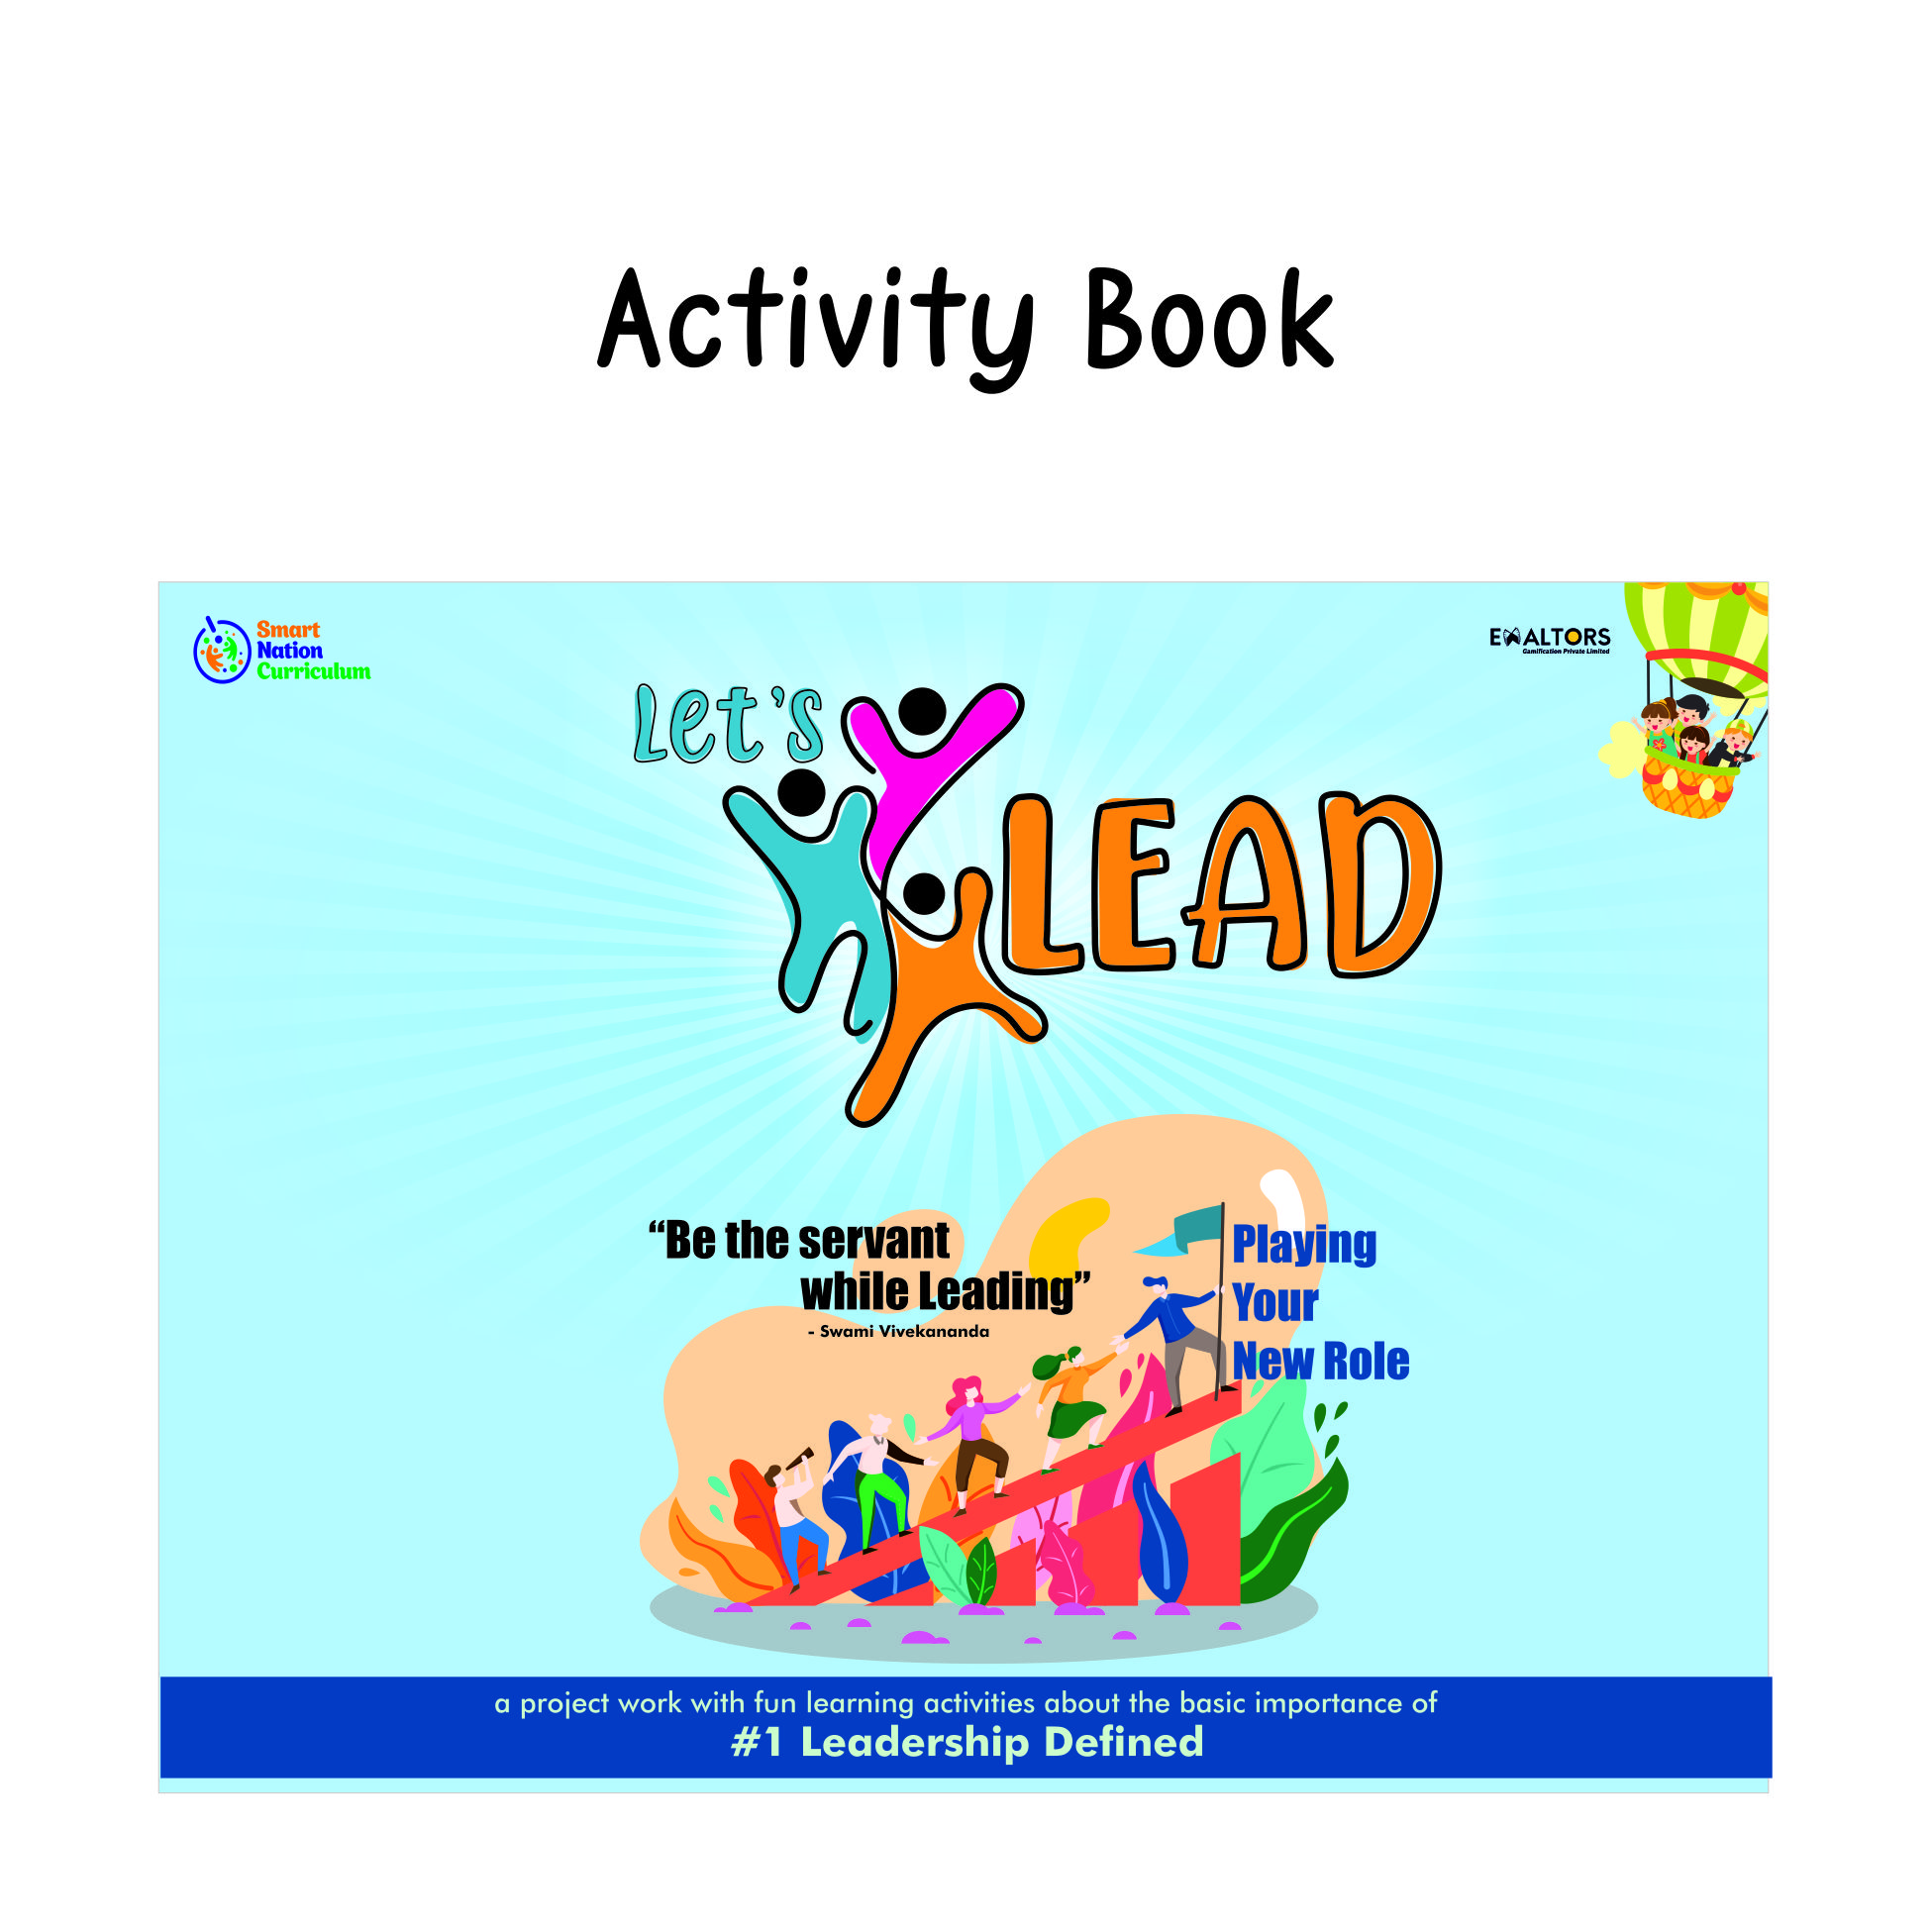 Activity Book
Smart
Nation
Curriculum
EXALTORS
Gamification Private Limited
Let's
LEAD
“Be the servant
while Leading”
- Swami Vivekananda
Playing
Your
New Role
a project work with fun learning activities about the basic importance of
#1 Leadership Defined